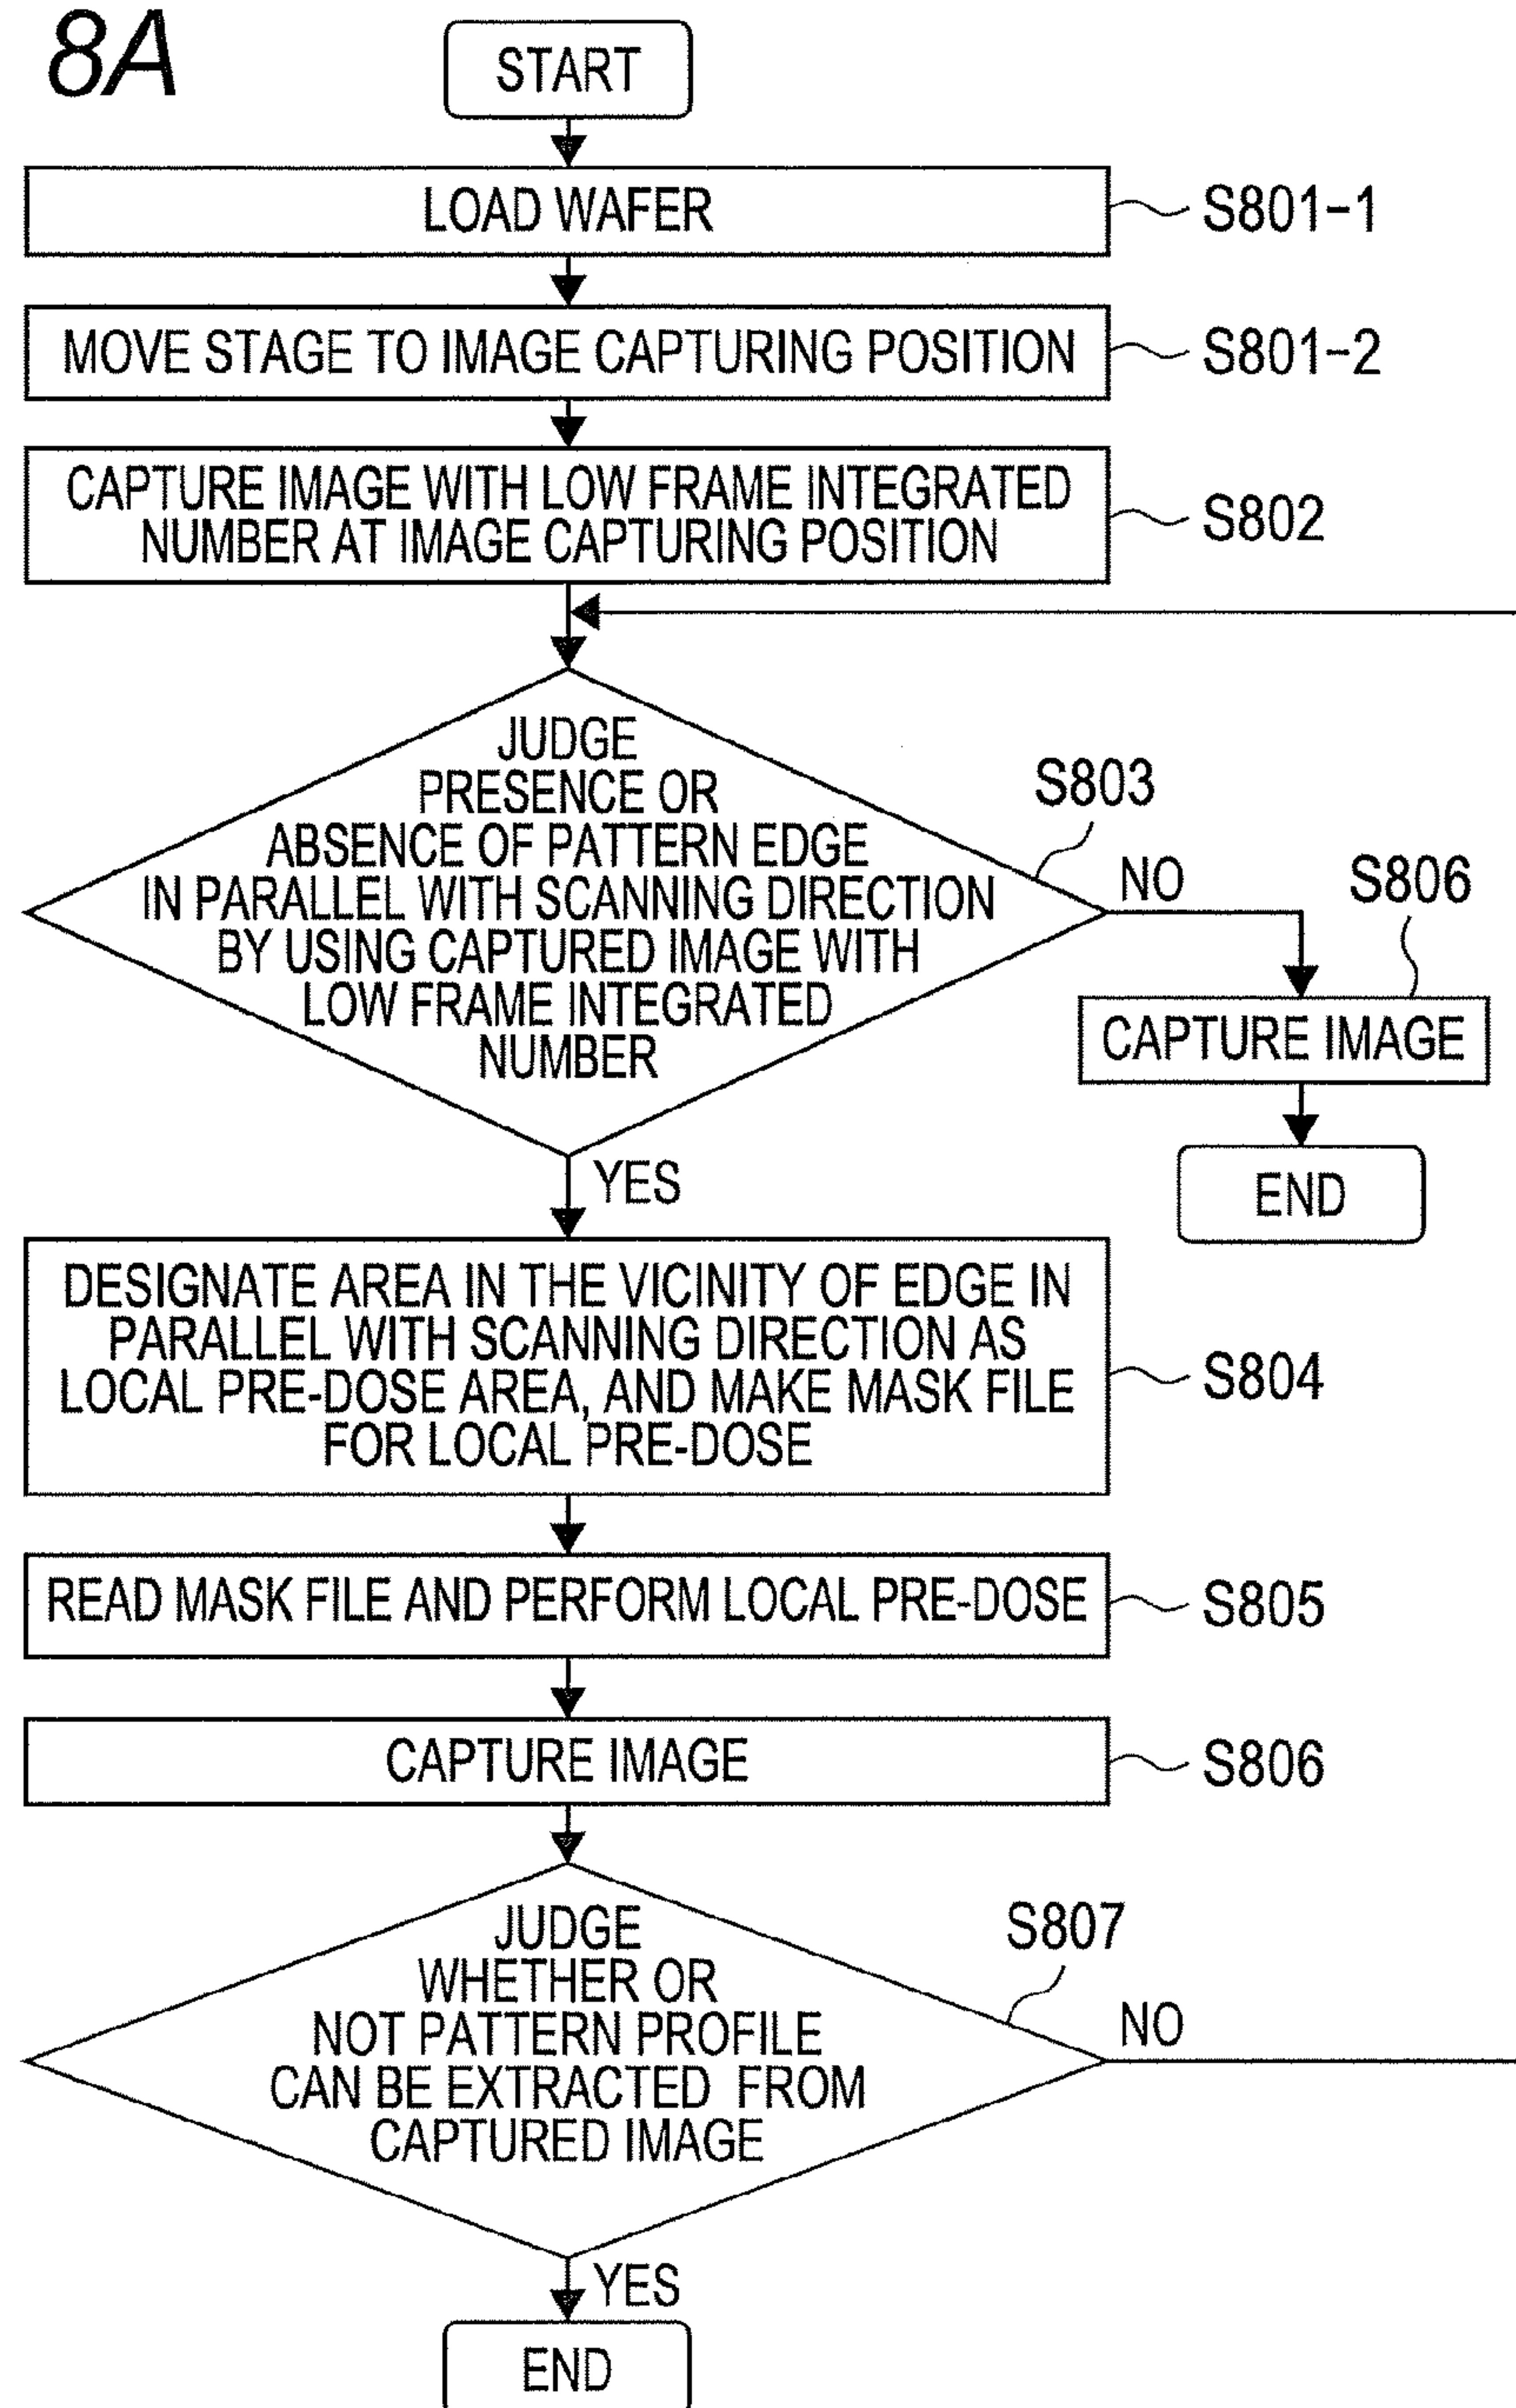 8A
START
LOAD WAFER
S801-1
MOVE STAGE TO IMAGE CAPTURING POSITION
S801-2
CAPTURE IMAGE WITH LOW FRAME INTEGRATED
NUMBER AT IMAGE CAPTURING POSITION
S802
JUDGE
PRESENCE OR
ABSENCE OF PATTERN EDGE
IN PARALLEL WITH SCANNING DIRECTION
BY USING CAPTURED IMAGE WITH
LOW FRAME INTEGRATED
NUMBER
S803
NO
S806
CAPTURE IMAGE
END
YES
DESIGNATE AREA IN THE VICINITY OF EDGE IN
PARALLEL WITH SCANNING DIRECTION AS
LOCAL PRE-DOSE AREA, AND MAKE MASK FILE
FOR LOCAL PRE-DOSE
S804
READ MASK FILE AND PERFORM LOCAL PRE-DOSE
S805
CAPTURE IMAGE
S806
JUDGE
WHETHER OR
NOT PATTERN PROFILE
CAN BE EXTRACTED FROM
CAPTURED IMAGE
S807
NO
YES
END